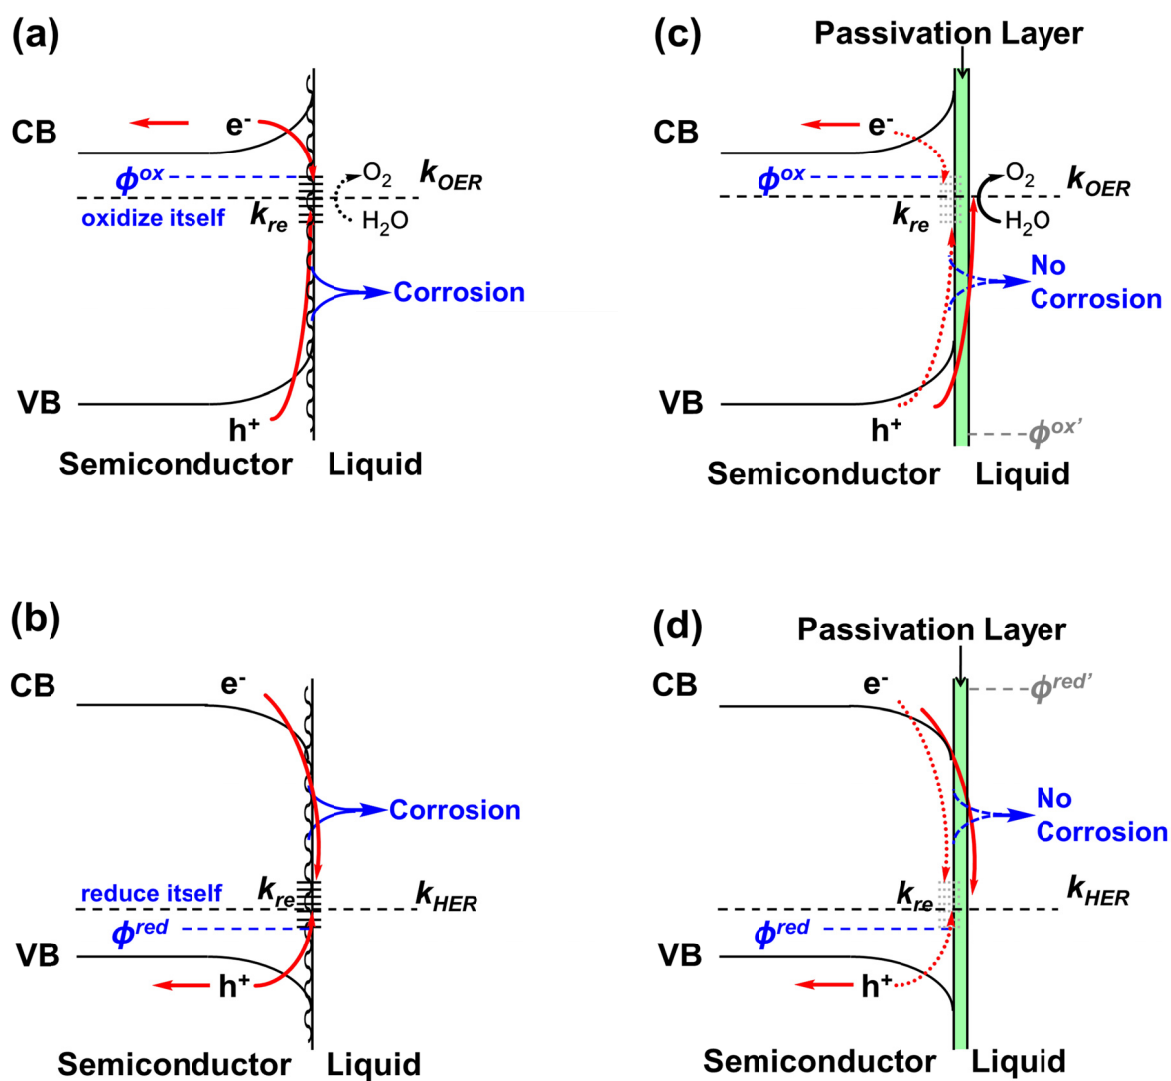 (a)
CB
e-
ϕox
O2
kOER
oxidize itself
kre
H2O
Corrosion
VB
h+
Semiconductor
Liquid
(c)
Passivation Layer
CB
e-
ϕox
O2
kOER
kre
H2O
No
Corrosion
VB
h+
ϕox'
Semiconductor
Liquid
(b)
CB
e-
Corrosion
reduce itself
kre
kHER
ϕred
VB
h+
Semiconductor
Liquid
(d)
Passivation Layer
CB
e-
ϕred'
No
Corrosion
kre
kHER
ϕred
VB
h+
Semiconductor
Liquid